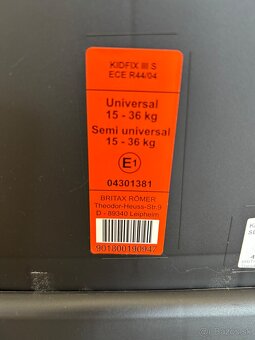 KIDFIX III S
ECE R44/04
Universal
15 - 36 kg
Semi universal
15 - 36 kg
E1
04301381
BRITAX RÖMER
Theodor-Heuss-Str.9
D - 89340 Leipheim
901800190947